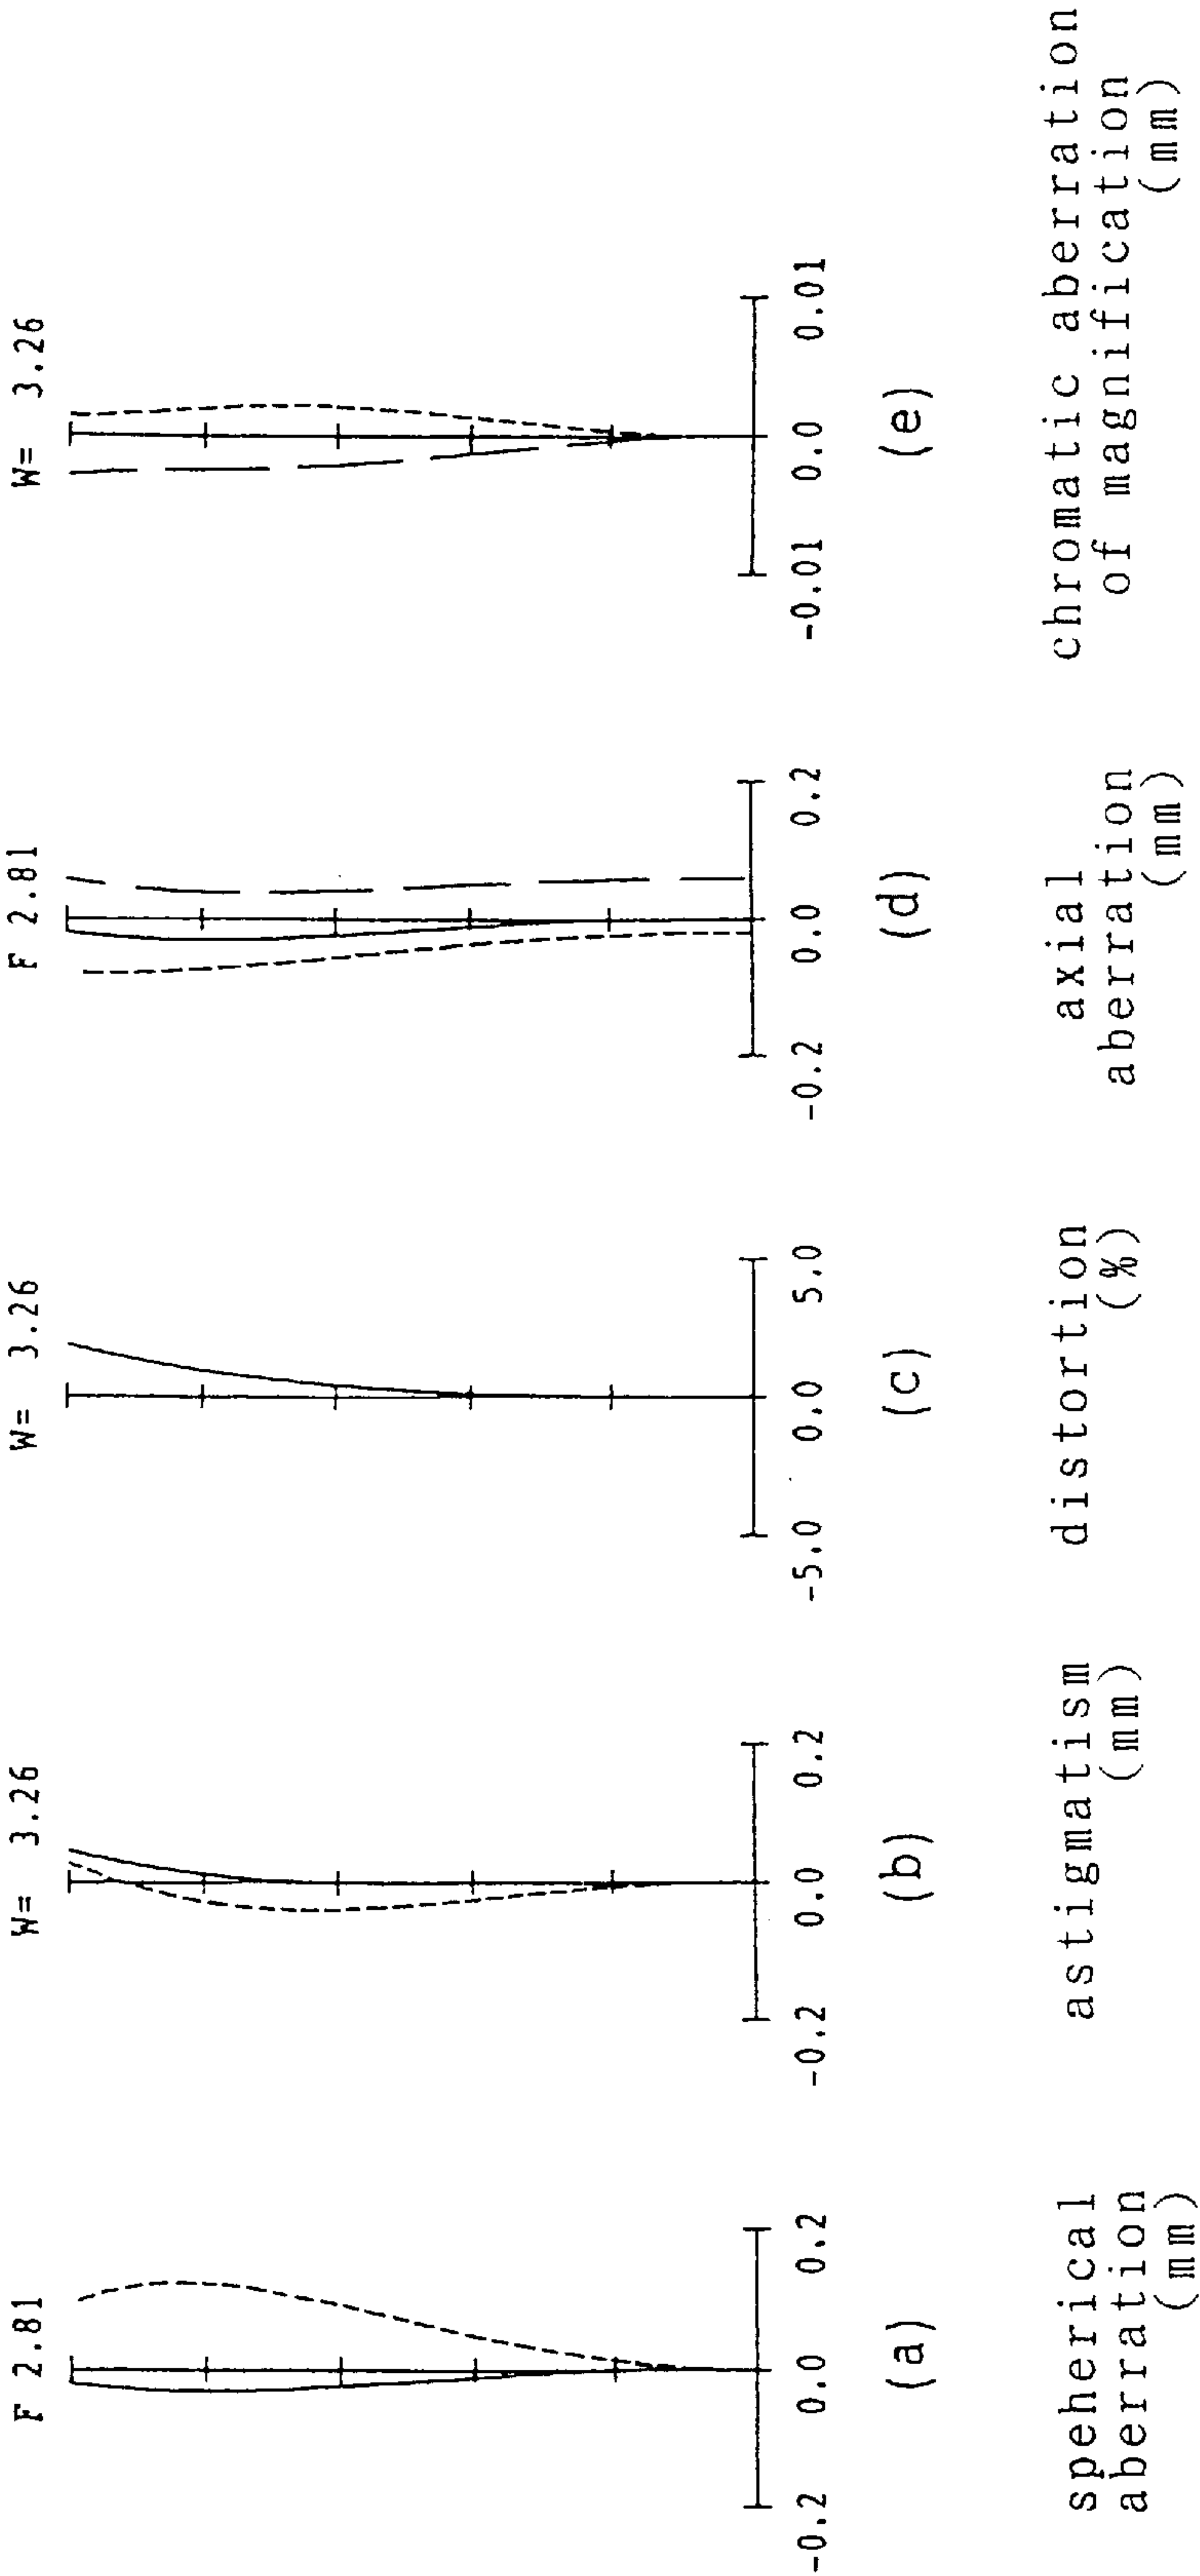 F 2.81
-0.2 0.0 0.2
(a)
speherical
aberration
(mm)
W= 3.26
-0.2 0.0 0.2
(b)
astigmatism
(mm)
W= 3.26
-5.0 0.0 5.0
(c)
distortion
(%)
F 2.81
-0.2 0.0 0.2
(d)
axial
aberration
(mm)
W= 3.26
-0.01 0.0 0.01
(e)
chromatic aberration
of magnification
(mm)